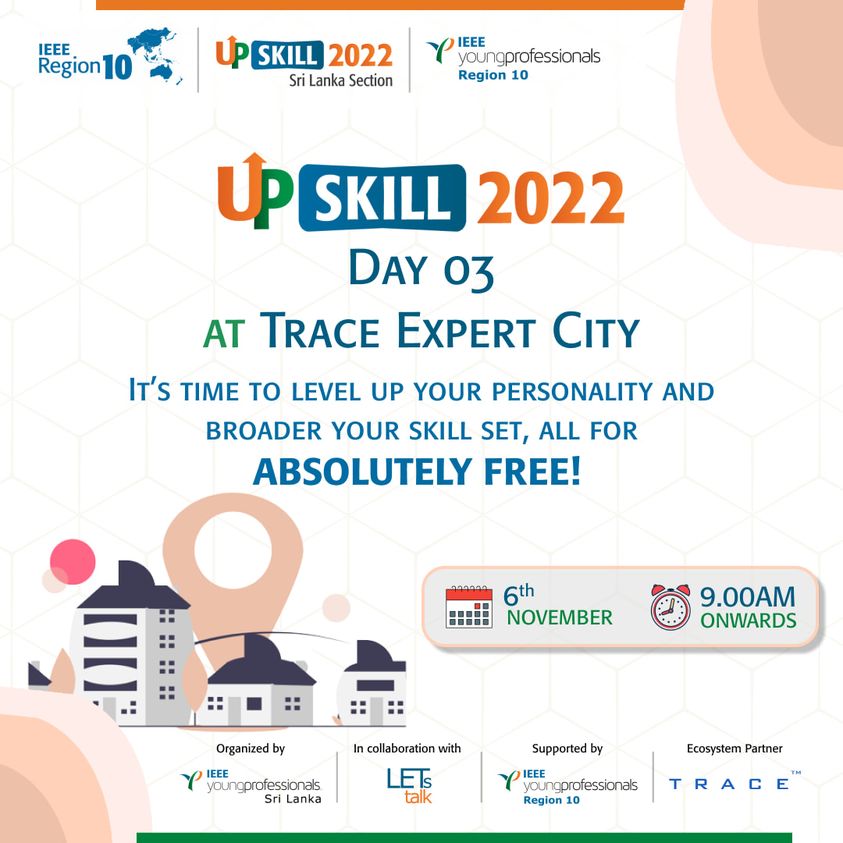 IEEE
Region 10
UP SKILL 2022
Sri Lanka Section
IEEE
youngprofessionals
Region 10
UP SKILL 2022
Day 03
at Trace Expert City
It's time to level up your personality and
broader your skill set, all for
ABSOLUTELY FREE!
6th
NOVEMBER
9.00AM
ONWARDS
Organized by
IEEE
youngprofessionals
Sri Lanka
In collaboration with
LETs
talk
Supported by
IEEE
youngprofessionals
Region 10
Ecosystem Partner
TRACE™